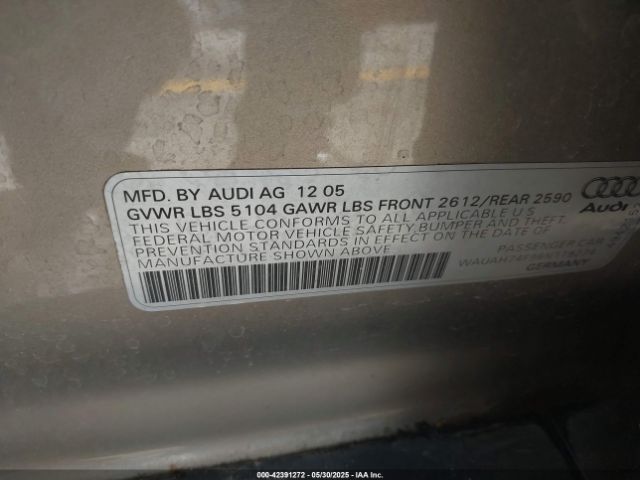 MFD. BY AUDI AG 12 05
GVWR LBS 5104 GAWR LBS FRONT 2612/REAR 2590
THIS VEHICLE CONFORMS TO ALL APPLICABLE U S
FEDERAL MOTOR VEHICLE SAFETY, BUMPER AND THEFT
PREVENTION STANDARDS IN EFFECT ON THE DATE OF
MANUFACTURE SHOWN ABOVE
Audi
PASSENGER CAR
GERMANY
000-42391272 - 05/30/2025 - IAA Inc.